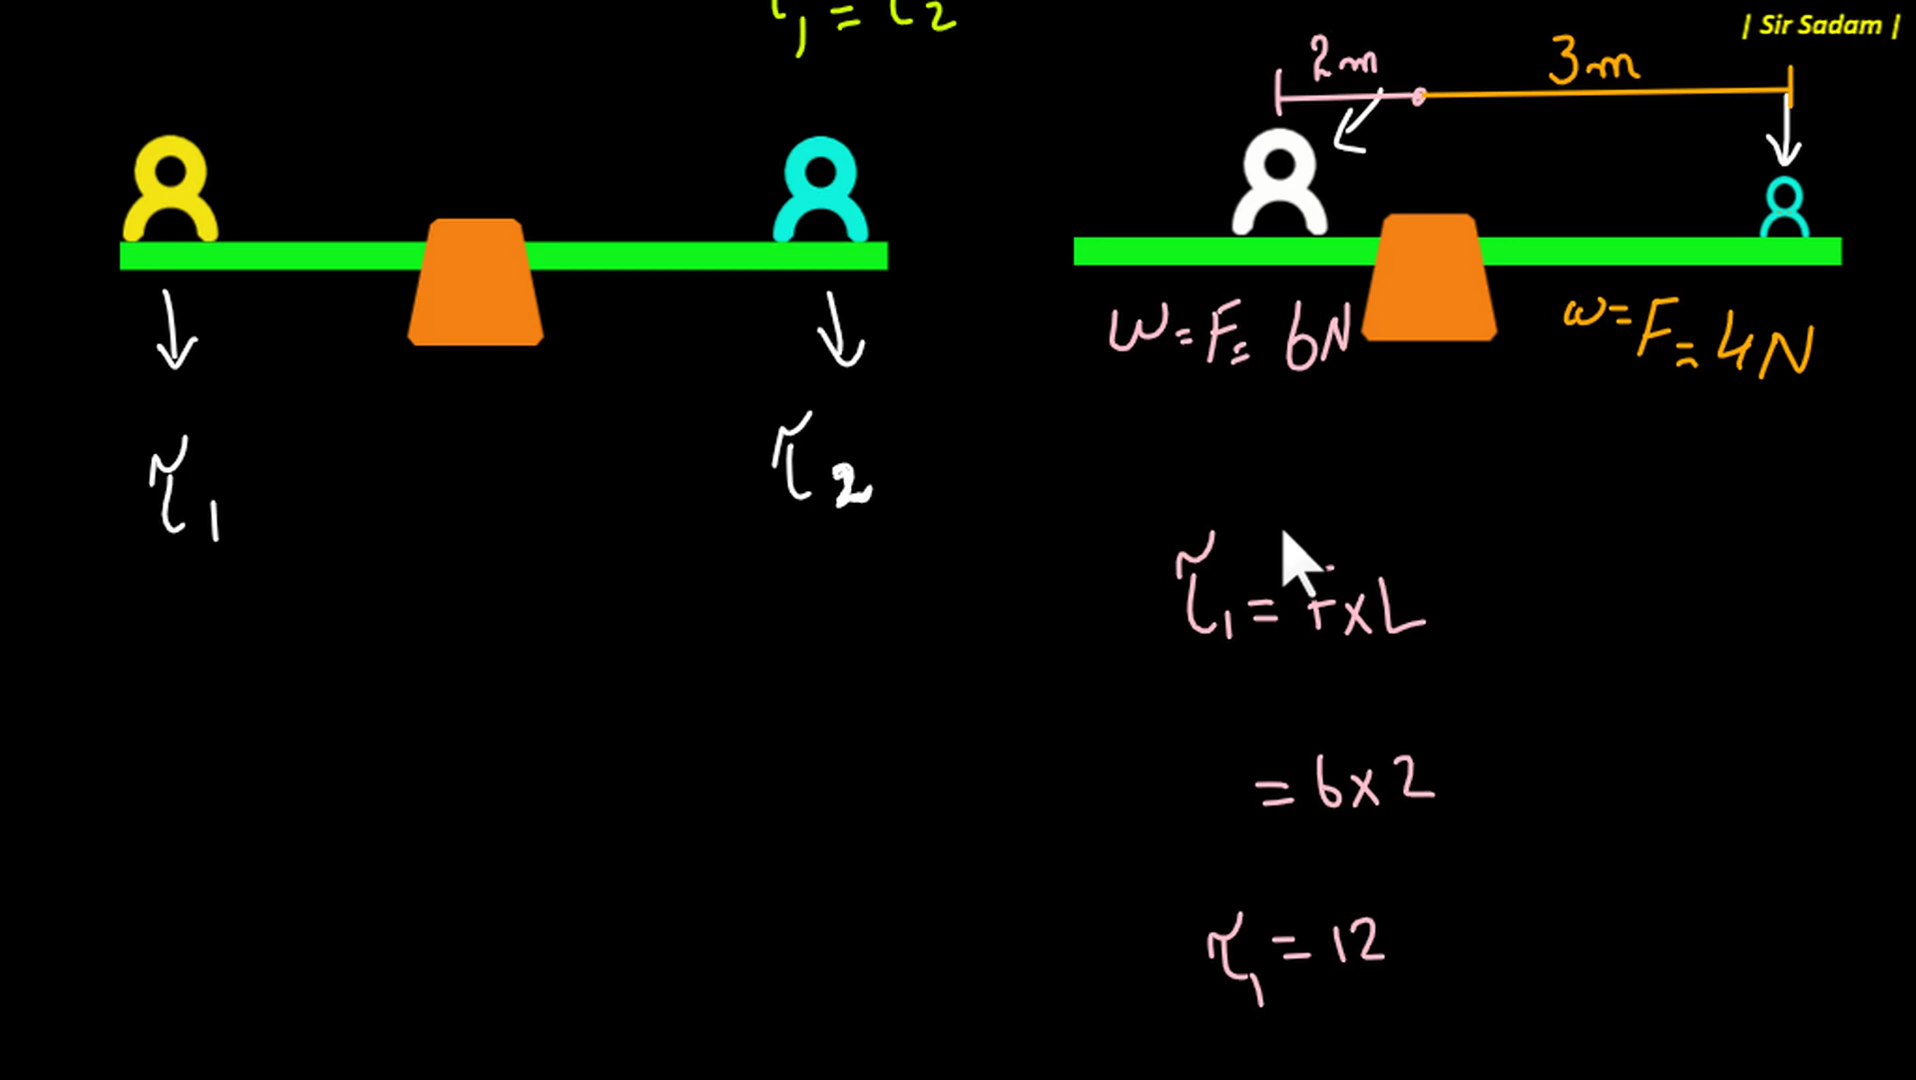 | Sir Sadam |
τ₁ = τ₂
2m
3m
w = F = 6N
w = F = 4N
τ₁
τ₂
τ₁ = F x L
= 6 x 2
τ₁ = 12